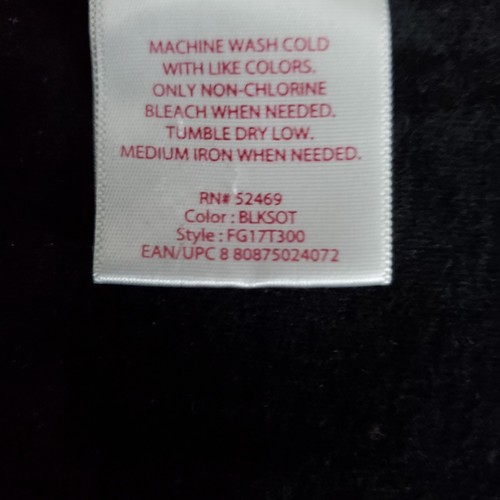 MACHINE WASH COLD
WITH LIKE COLORS.
ONLY NON-CHLORINE
BLEACH WHEN NEEDED.
TUMBLE DRY LOW.
MEDIUM IRON WHEN NEEDED.
RN# 52469
Color : BLKSOT
Style : FG17T300
EAN/UPC 8 80875024072